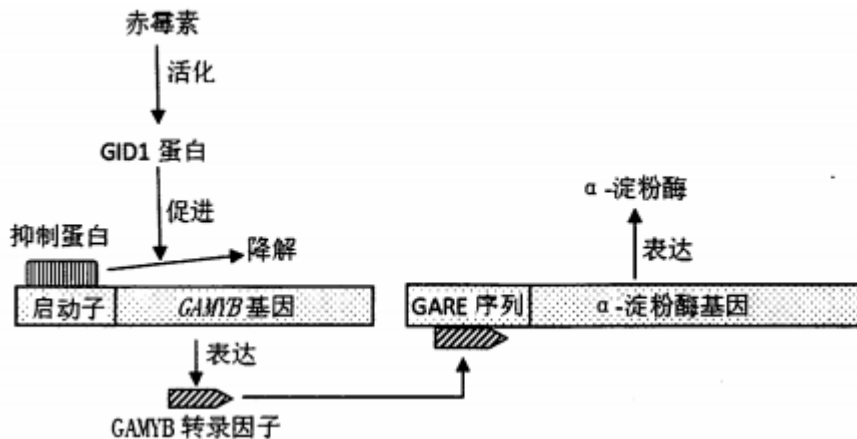 赤霉素
活化
GID1 蛋白
促进
抑制蛋白
降解
启动子
GAMYB 基因
表达
GAMYB 转录因子
α-淀粉酶
表达
GARE 序列
α-淀粉酶基因